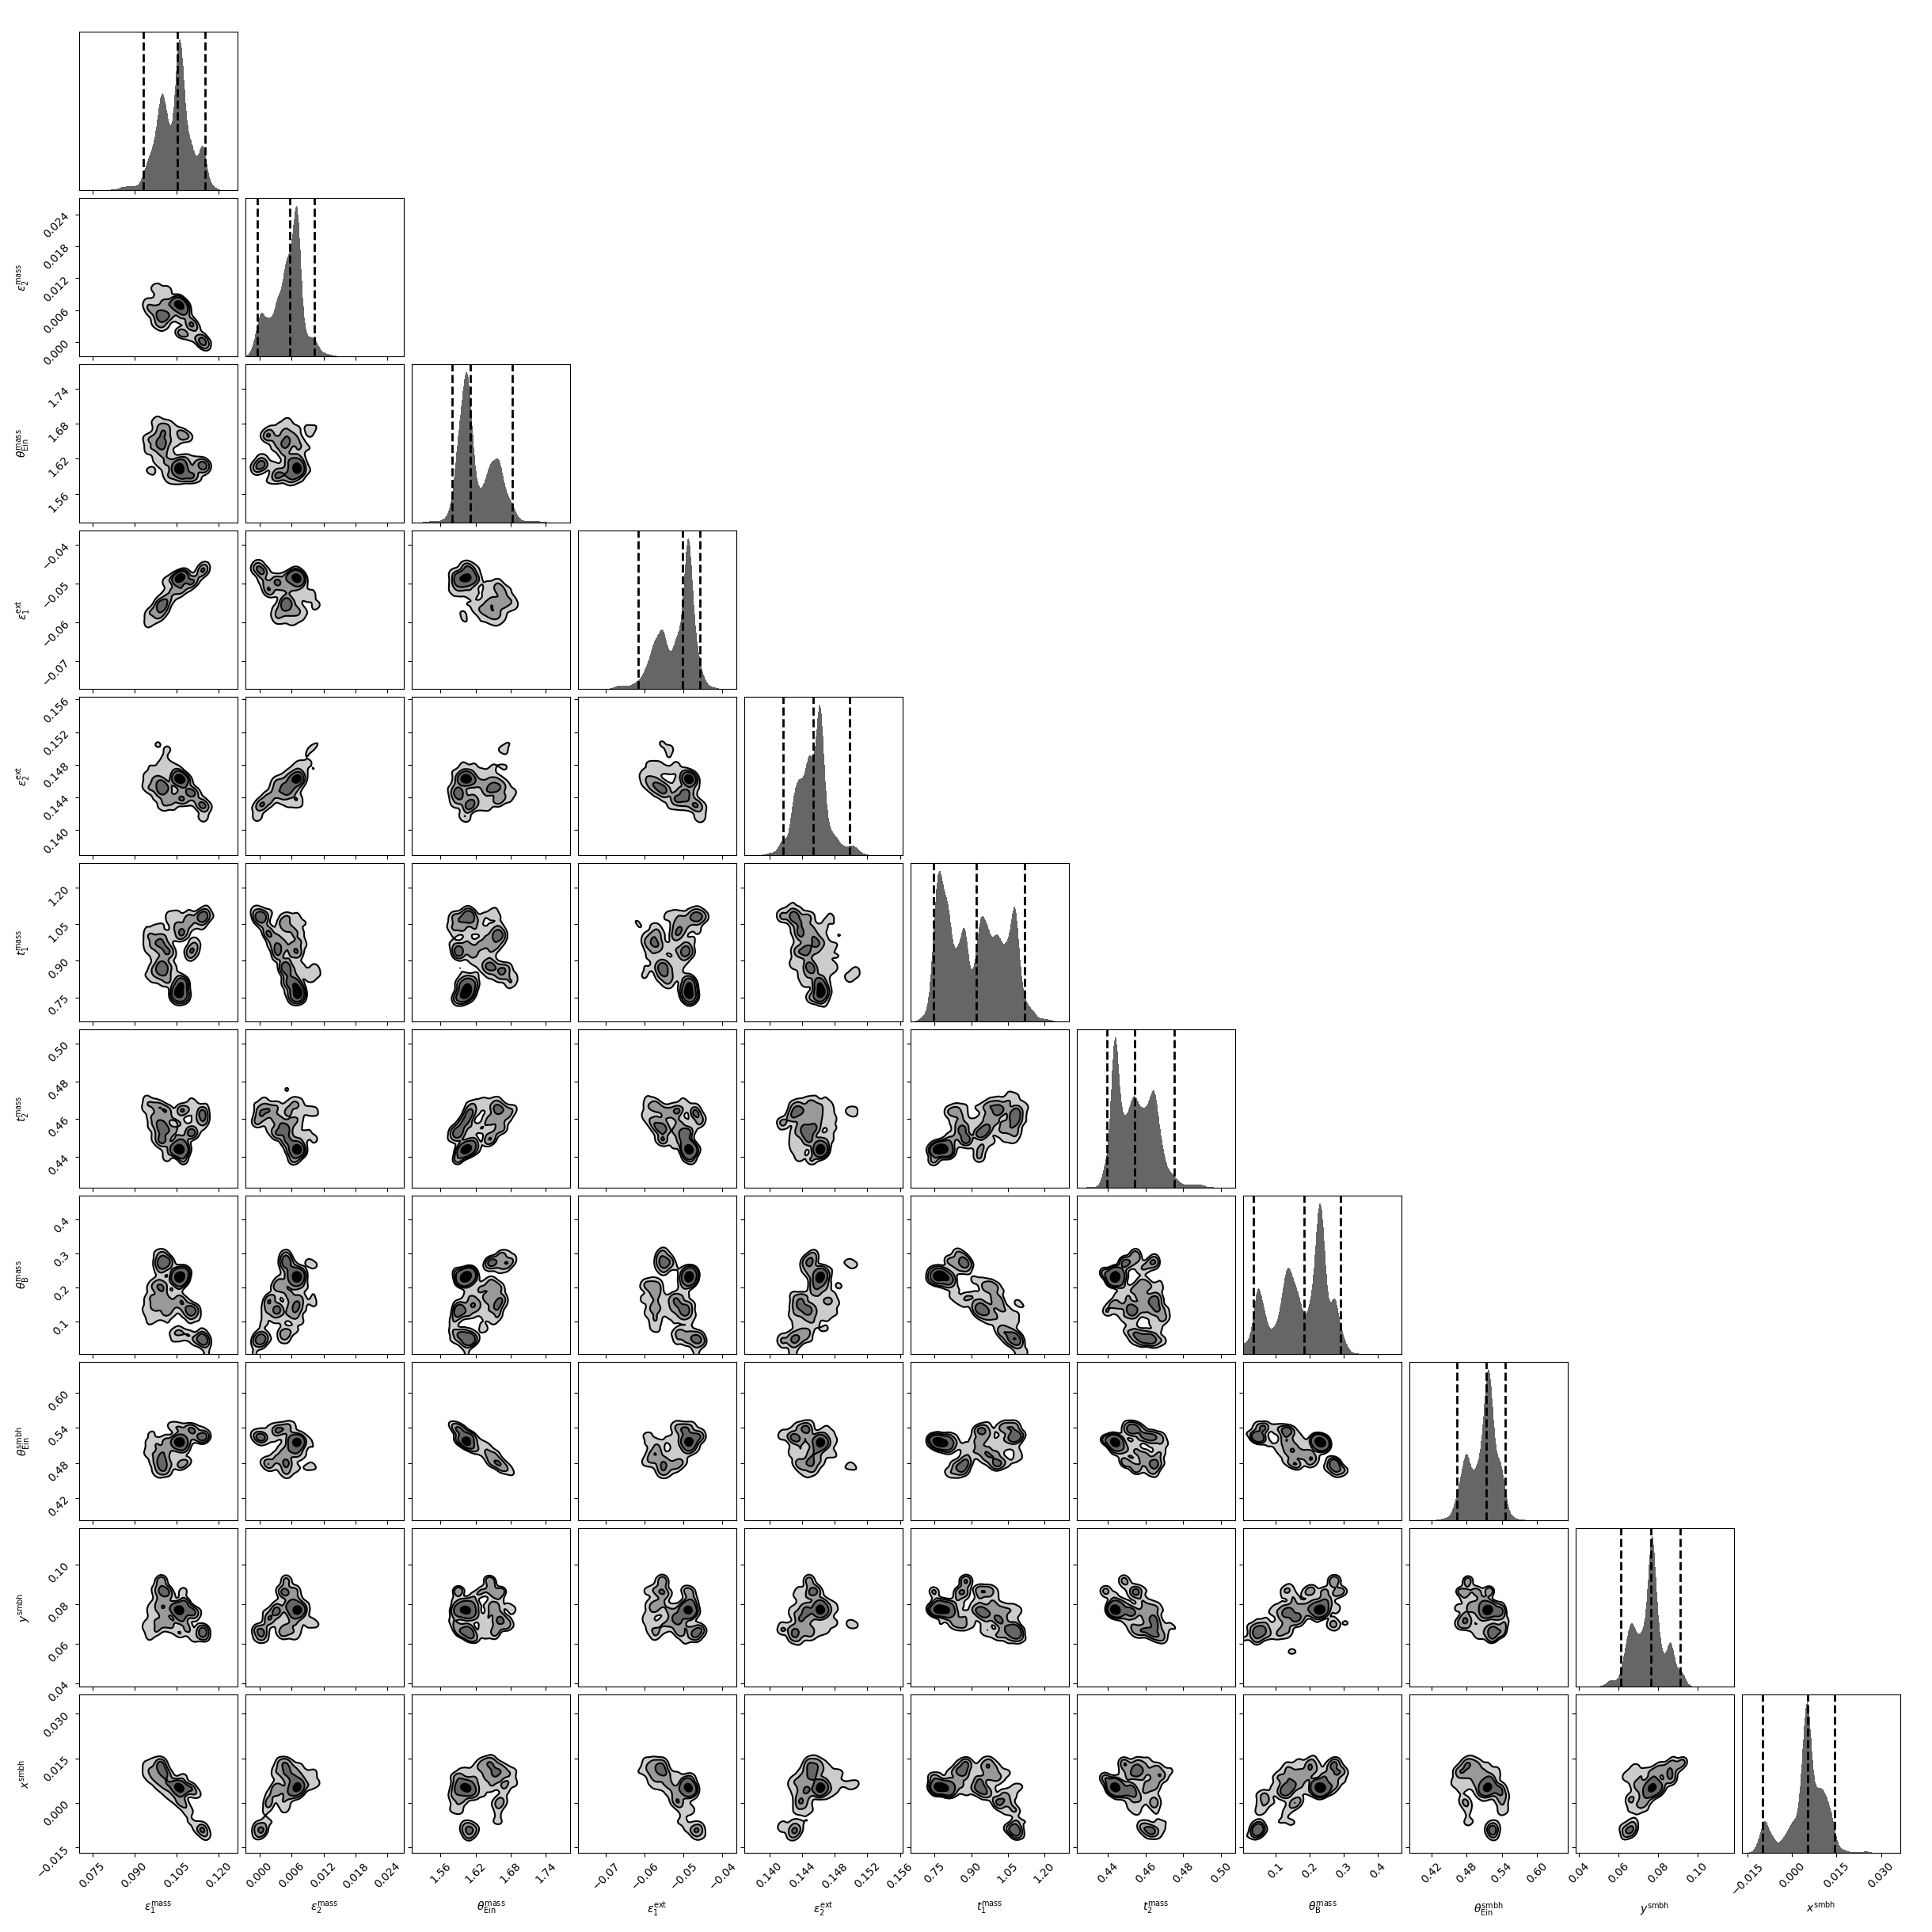 ε₂^mass 0.024 0.018 0.012 0.006 0.000
θ_Ein^mass 1.74 1.68 1.62 1.56
ε₁^ext −0.04 −0.05 −0.06 −0.07
ε₂^ext 0.156 0.152 0.148 0.144 0.140
t₁^mass 1.20 1.05 0.90 0.75
t₂^mass 0.50 0.48 0.46 0.44
θ_B^mass 0.4 0.3 0.2 0.1
θ_Ein^smbh 0.60 0.54 0.48 0.42
y^smbh 0.10 0.08 0.06 0.04
x^smbh 0.030 0.015 0.000 −0.015
0.075 0.090 0.105 0.120 0.000 0.006 0.012 0.018 0.024 1.56 1.62 1.68 1.74 −0.07 −0.06 −0.05 −0.04 0.140 0.144 0.148 0.152 0.156 0.75 0.90 1.05 1.20 0.44 0.46 0.48 0.50 0.1 0.2 0.3 0.4 0.42 0.48 0.54 0.60 0.04 0.06 0.08 0.10 −0.015 0.000 0.015 0.030
ε₁^mass ε₂^mass θ_Ein^mass ε₁^ext ε₂^ext t₁^mass t₂^mass θ_B^mass θ_Ein^smbh y^smbh x^smbh